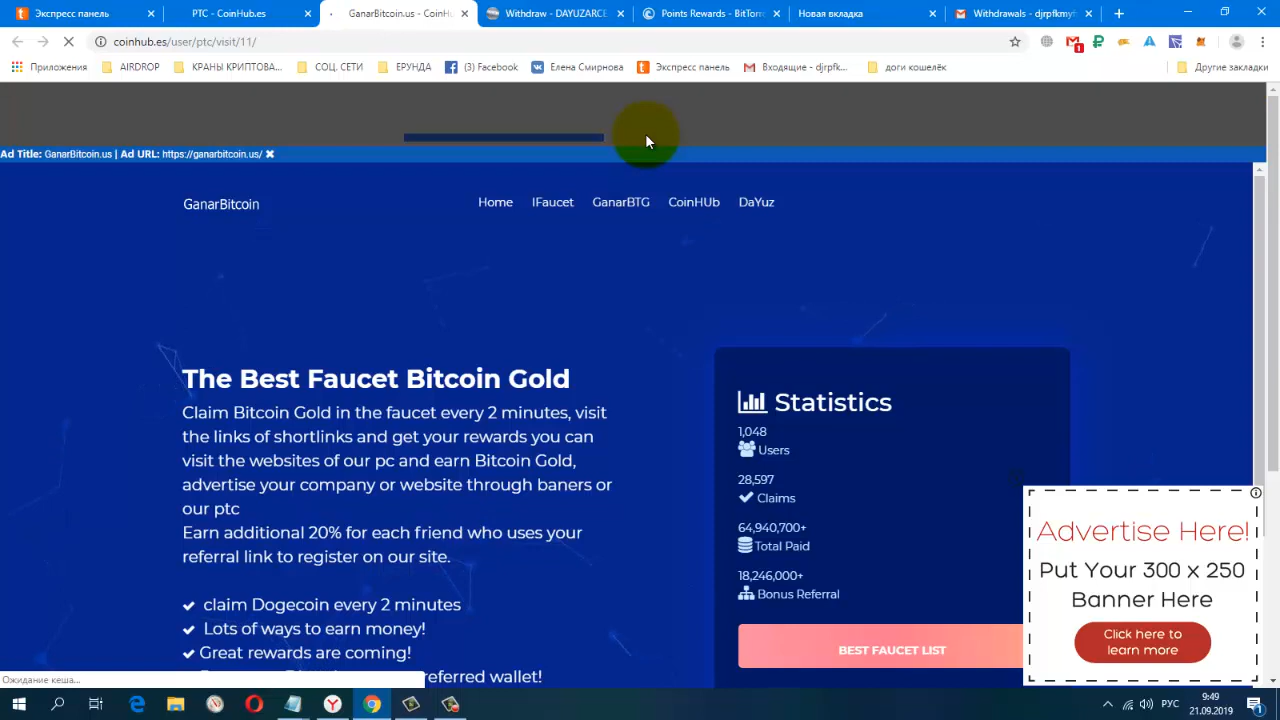 Экспресс панель
PTC - CoinHub.es
GanarBitcoin.us - CoinHu
Withdraw - DAYUZARCE
Points Rewards - BitTorr
Новая вкладка
Withdrawals - djrpfkmyt
coinhub.es/user/ptc/visit/11/
1
Приложения
AIRDROP
КРАНЫ КРИПТОВА...
СОЦ. СЕТИ
ЕРУНДА
(3) Facebook
Елена Смирнова
Экспресс панель
Входящие - djrpfk...
доги кошелёк
Другие закладки
Ad Title: GanarBitcoin.us | Ad URL: https://ganarbitcoin.us/ ✖
GanarBitcoin
Home
IFaucet
GanarBTG
CoinHUb
DaYuz
The Best Faucet Bitcoin Gold
Claim Bitcoin Gold in the faucet every 2 minutes, visit
the links of shortlinks and get your rewards you can
visit the websites of our pc and earn Bitcoin Gold,
advertise your company or website through baners or
our ptc
Earn additional 20% for each friend who uses your
referral link to register on our site.
claim Dogecoin every 2 minutes
Lots of ways to earn money!
Great rewards are coming!
referred wallet!
Statistics
1,048
Users
28,597
Claims
64,940,700+
Total Paid
18,246,000+
Bonus Referral
BEST FAUCET LIST
Advertise Here!
Put Your 300 x 250
Banner Here
Click here to
learn more
Ожидание кеша...
РУС
9:49
21.09.2019
1